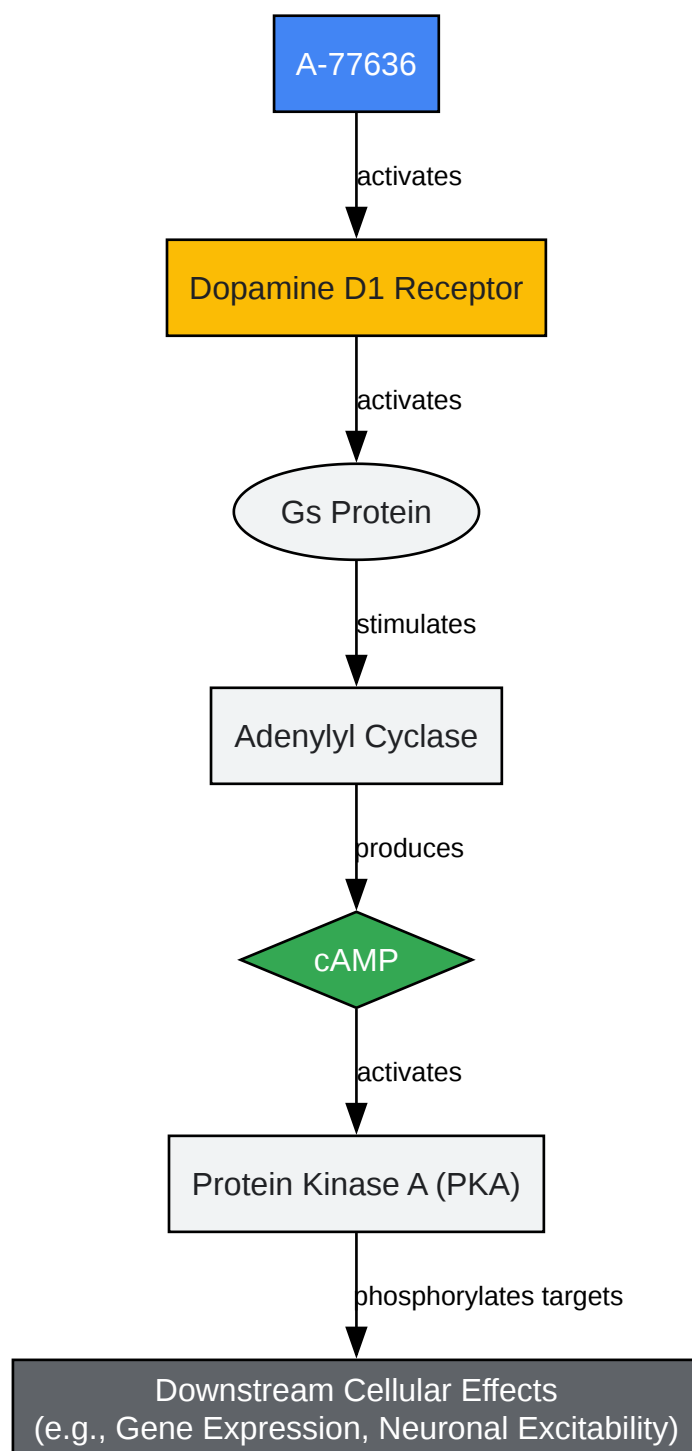 A-77636
activates
Dopamine D1 Receptor
activates
Gs Protein
stimulates
Adenylyl Cyclase
produces
cAMP
activates
Protein Kinase A (PKA)
phosphorylates targets
Downstream Cellular Effects
(e.g., Gene Expression, Neuronal Excitability)